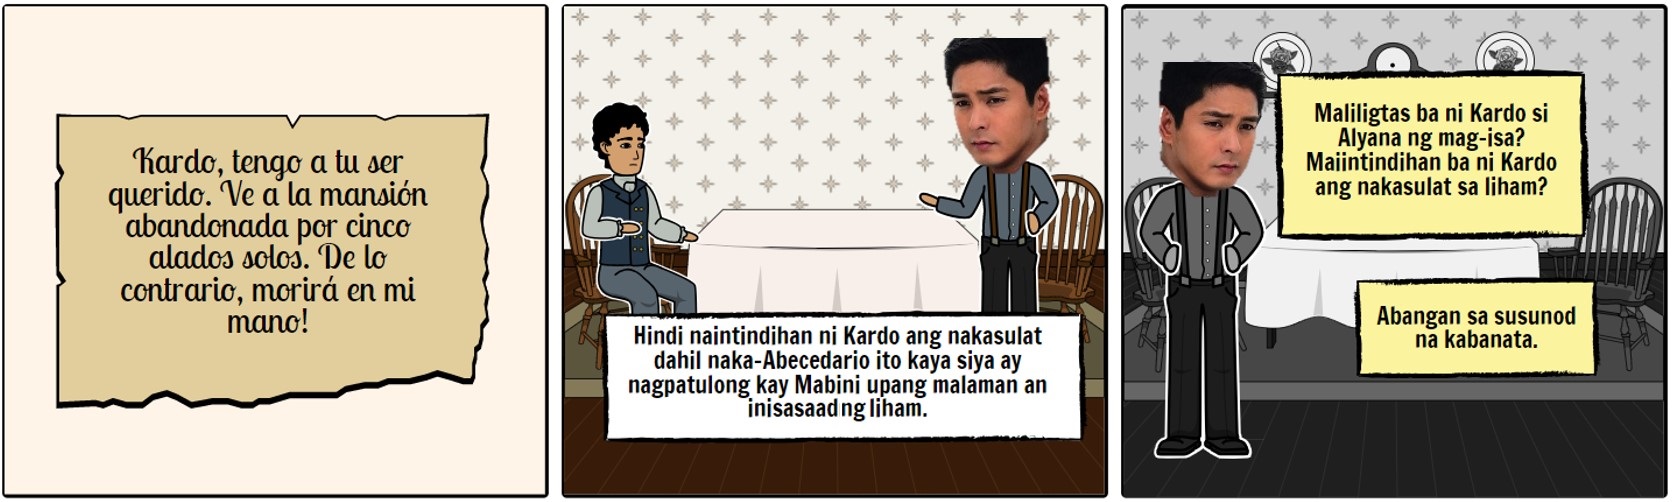 Kardo, tengo a tu ser
querido. Ve a la mansión
abandonada por cinco
alados solos. De lo
contrario, morirá en mi
mano!
Hindi naintindihan ni Kardo ang nakasulat
dahil naka-Abecedario ito kaya siya ay
nagpatulong kay Mabini upang malaman an
inisasaad ng liham.
Maliligtas ba ni Kardo si
Alyana ng mag-isa?
Maiintindihan ba ni Kardo
ang nakasulat sa liham?
Abangan sa susunod
na kabanata.